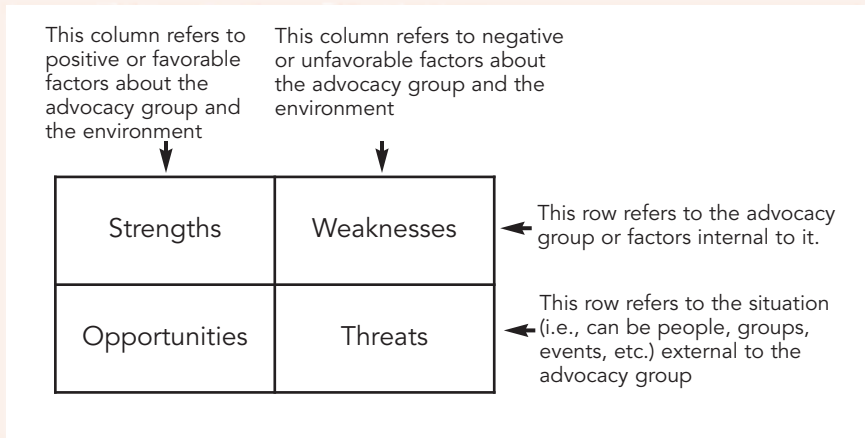 This column refers to
positive or favorable
factors about the
advocacy group and
the environment
This column refers to negative
or unfavorable factors about
the advocacy group and the
environment
Strengths
Weaknesses
This row refers to the advocacy
group or factors internal to it.
Opportunities
Threats
This row refers to the situation
(i.e., can be people, groups,
events, etc.) external to the
advocacy group